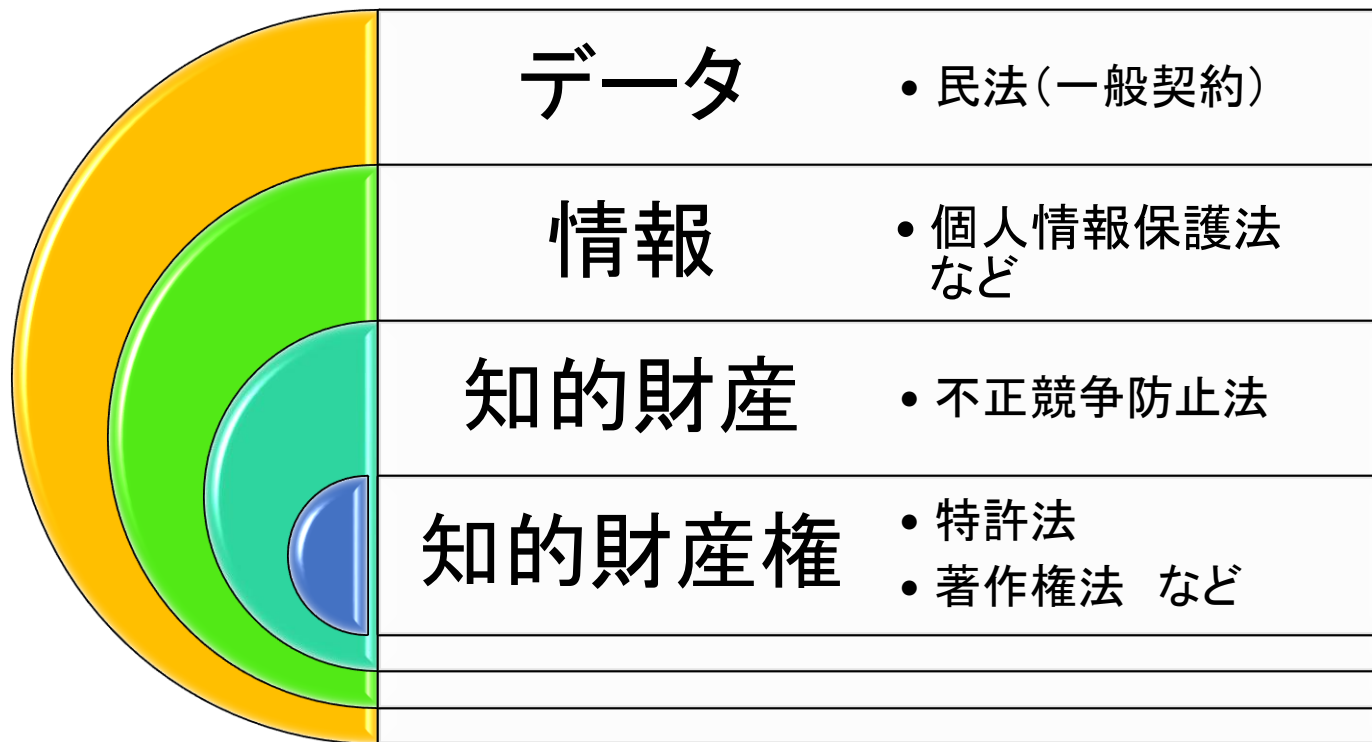 データ
• 民法（一般契約）
情報
• 個人情報保護法
など
知的財産
• 不正競争防止法
知的財産権
• 特許法
• 著作権法　など